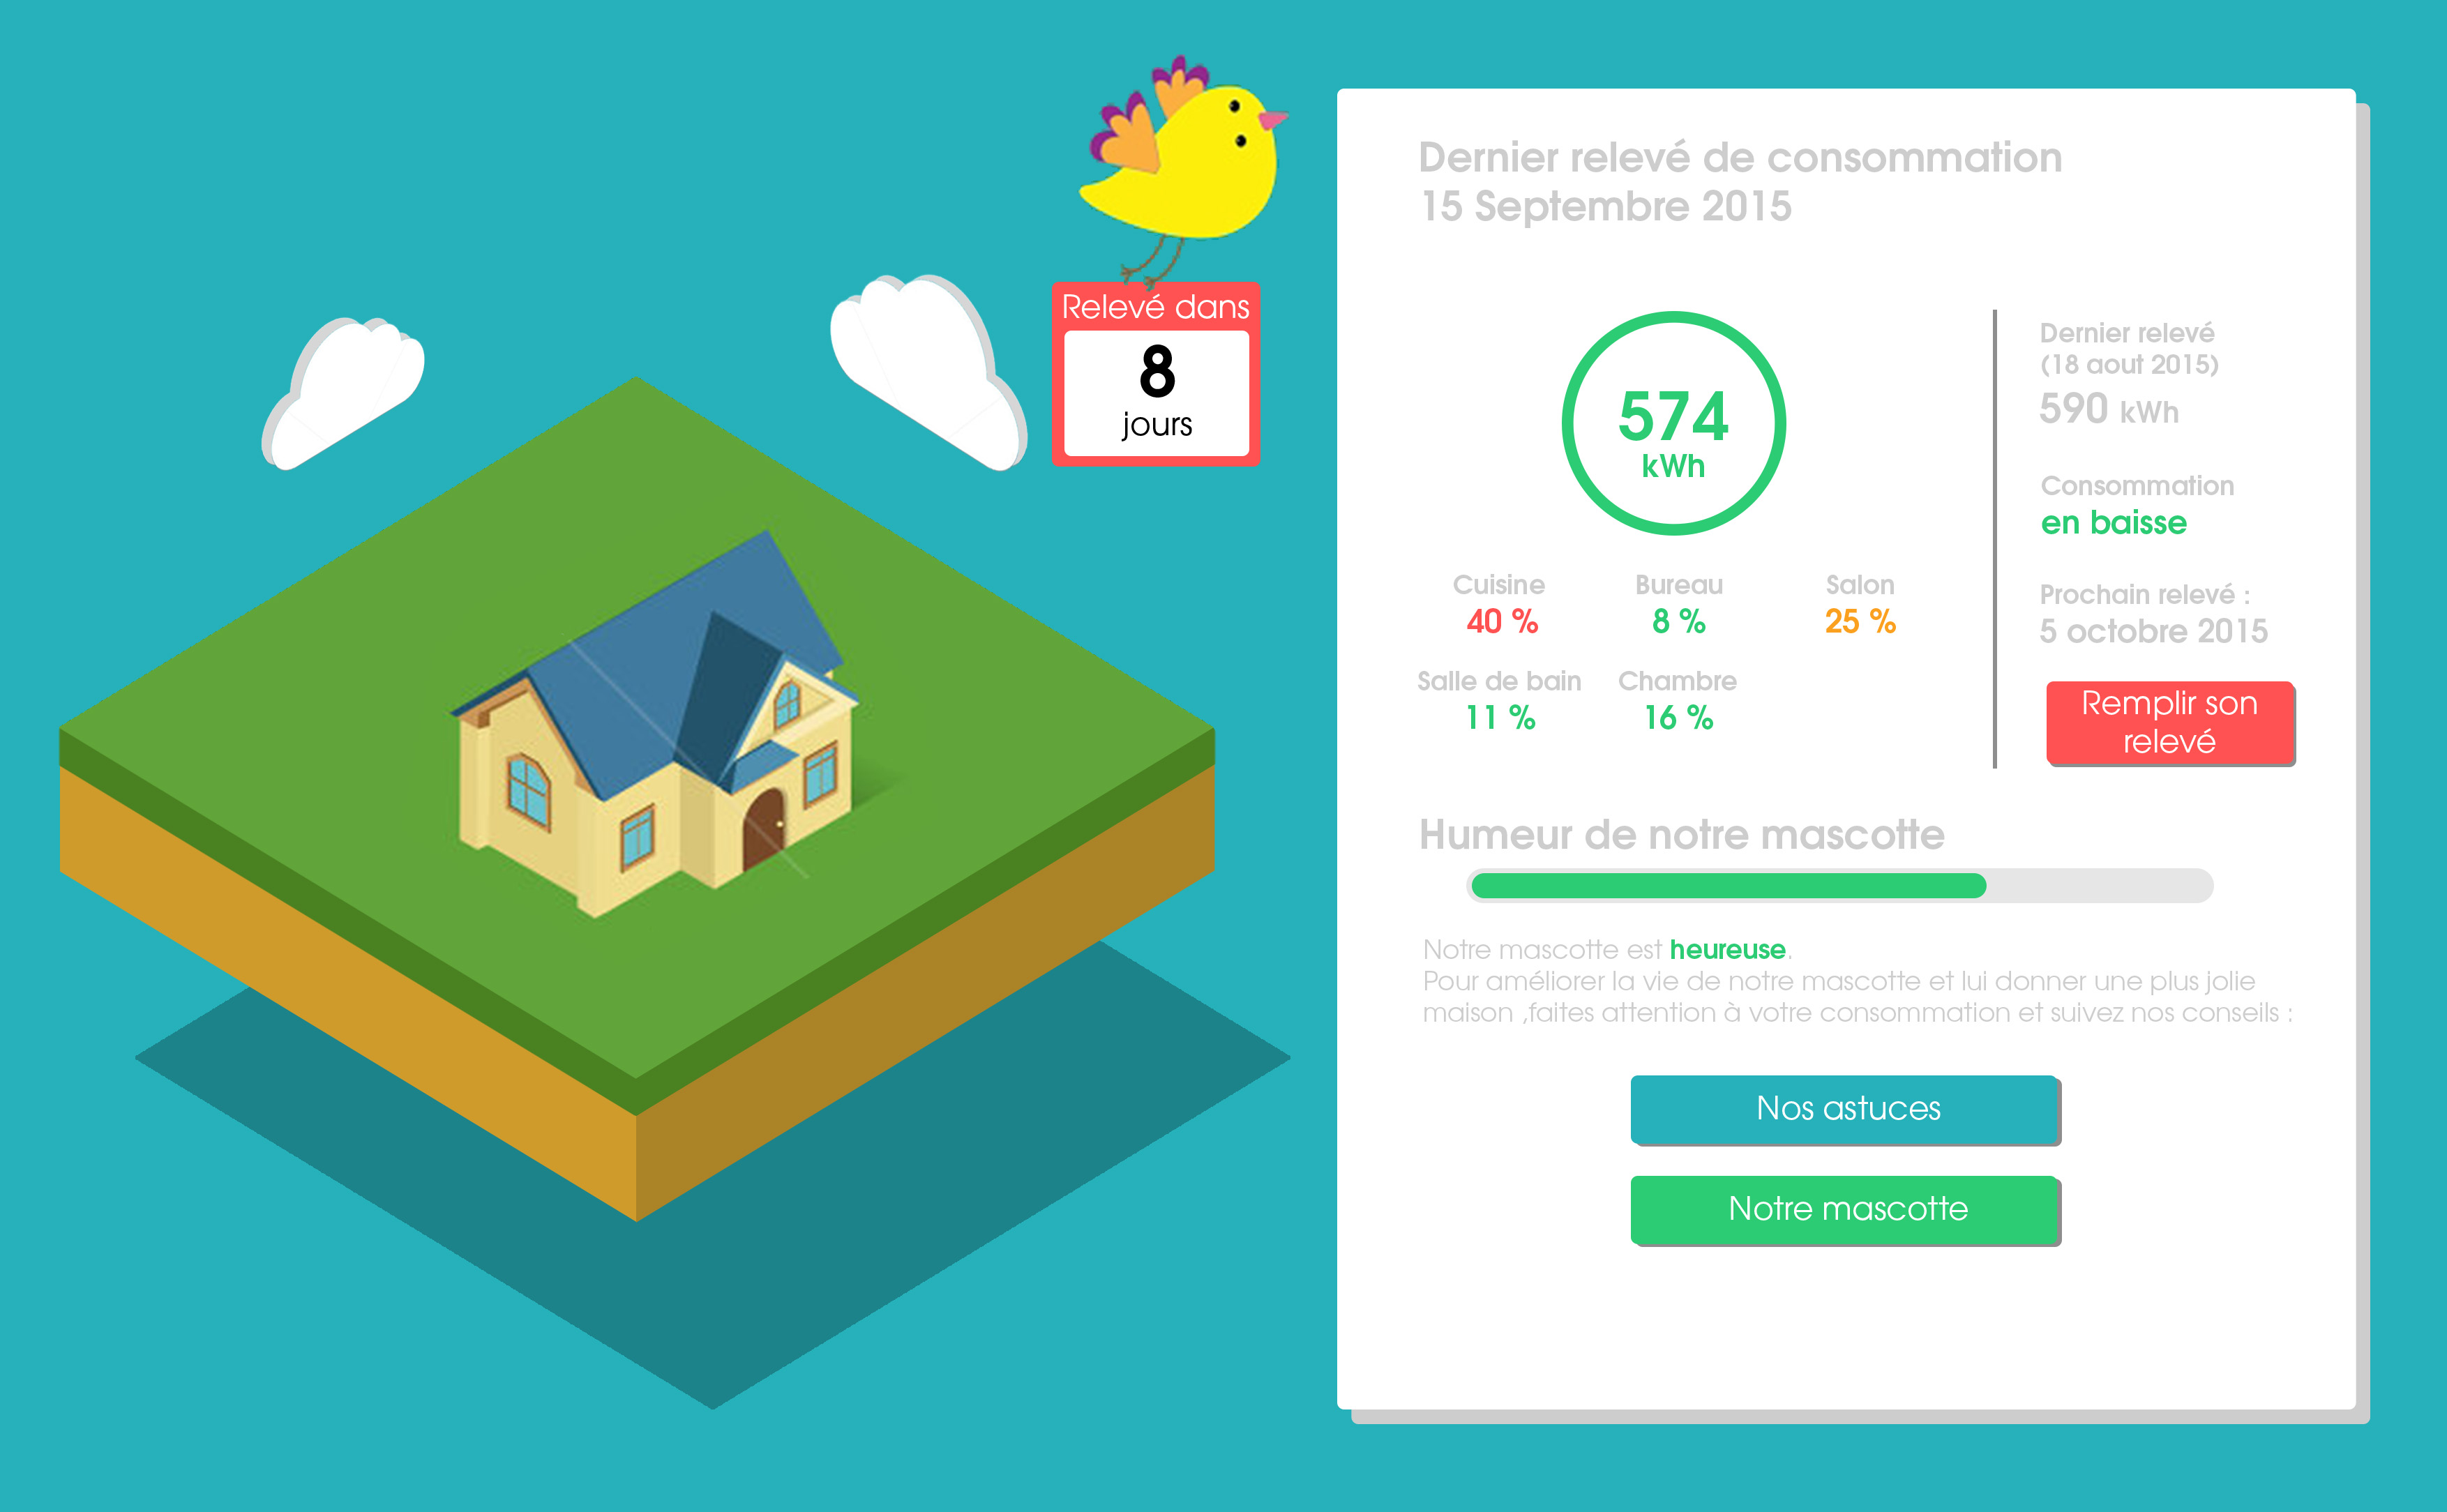 Relevé dans
8
jours
Dernier relevé de consommation
15 Septembre 2015
574
kWh
Cuisine
40 %
Bureau
8 %
Salon
25 %
Salle de bain
11 %
Chambre
16 %
Dernier relevé
(18 aout 2015)
590 kWh
Consommation
en baisse
Prochain relevé :
5 octobre 2015
Remplir son
relevé
Humeur de notre mascotte
Notre mascotte est heureuse.
Pour améliorer la vie de notre mascotte et lui donner une plus jolie
maison ,faites attention à votre consommation et suivez nos conseils :
Nos astuces
Notre mascotte